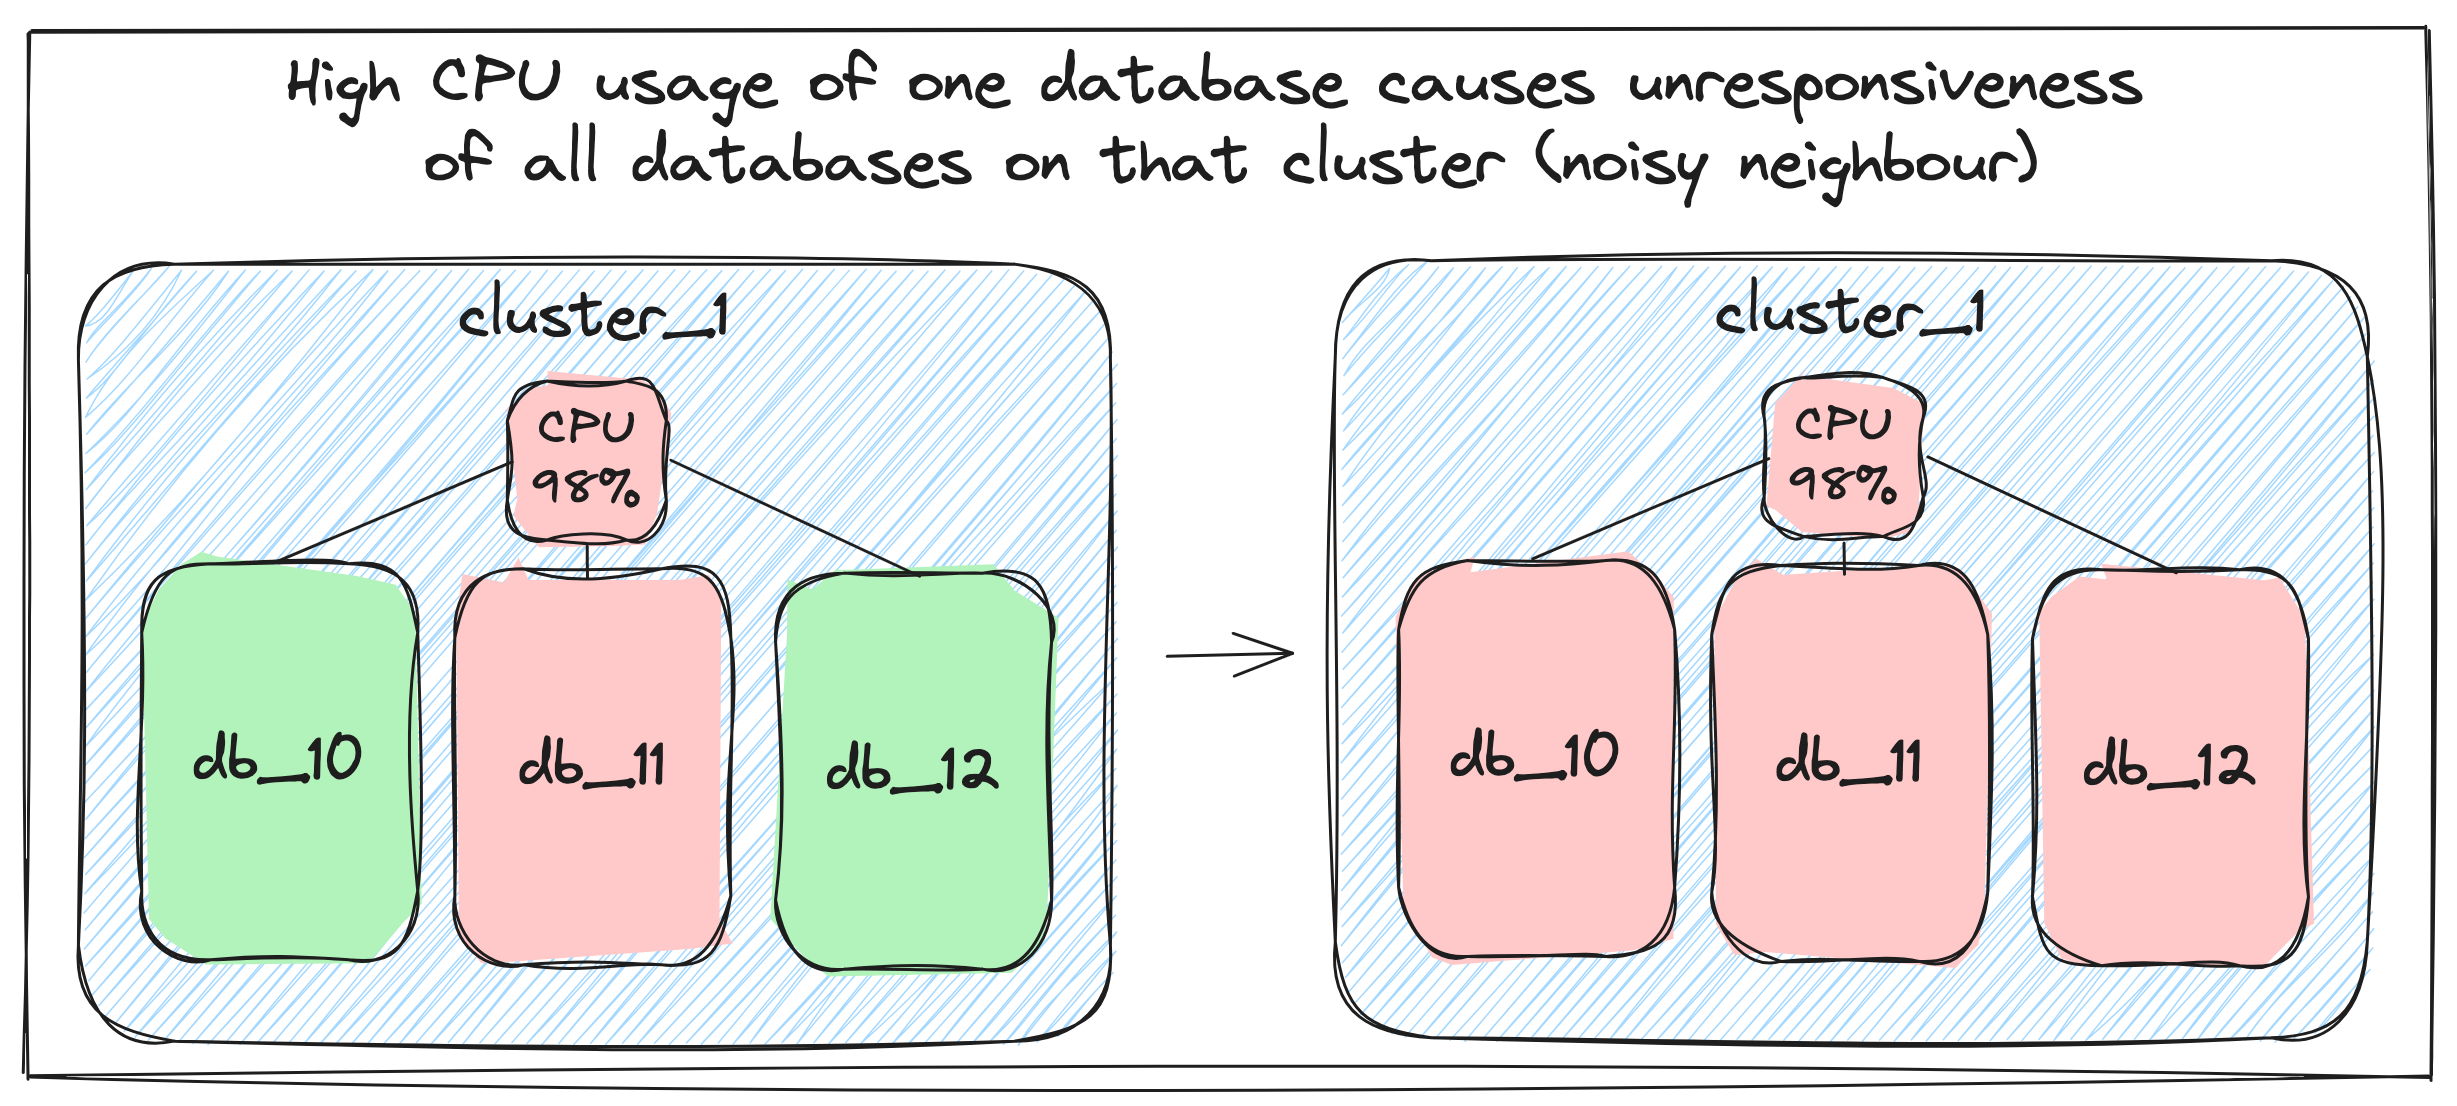 High CPU usage of one database causes unresponsiveness
of all databases on that cluster (noisy neighbour)
cluster_1
CPU
98%
db_10
db_11
db_12
cluster_1
CPU
98%
db_10
db_11
db_12